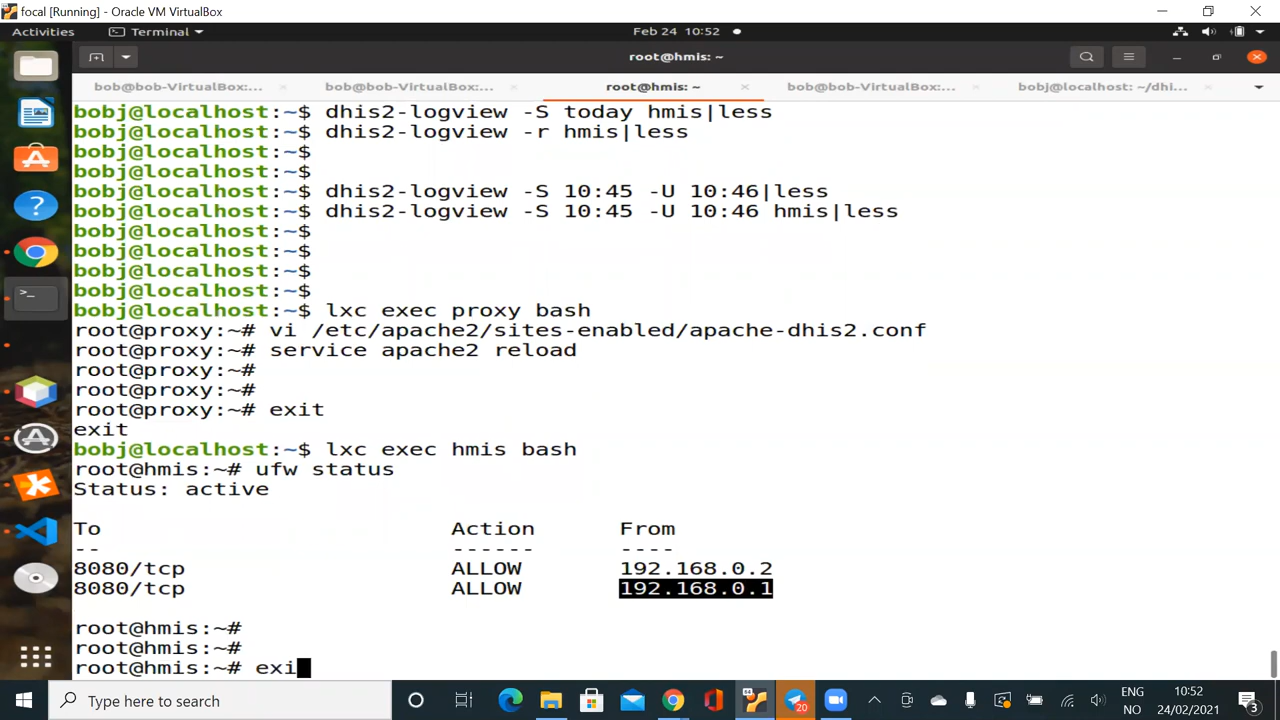 focal [Running] - Oracle VM VirtualBox
Activities
Terminal
Feb 24 10:52
root@hmis: ~
bob@bob-VirtualBox:...
bob@bob-VirtualBox:...
root@hmis: ~
bob@bob-VirtualBox:...
bobj@localhost: ~/dhi...
bobj@localhost:~$ dhis2-logview -S today hmis|less
bobj@localhost:~$ dhis2-logview -r hmis|less
bobj@localhost:~$
bobj@localhost:~$
bobj@localhost:~$ dhis2-logview -S 10:45 -U 10:46|less
bobj@localhost:~$ dhis2-logview -S 10:45 -U 10:46 hmis|less
bobj@localhost:~$
bobj@localhost:~$
bobj@localhost:~$
bobj@localhost:~$
bobj@localhost:~$ lxc exec proxy bash
root@proxy:~# vi /etc/apache2/sites-enabled/apache-dhis2.conf
root@proxy:~# service apache2 reload
root@proxy:~#
root@proxy:~#
root@proxy:~# exit
exit
bobj@localhost:~$ lxc exec hmis bash
root@hmis:~# ufw status
Status: active
To Action From
-- ------ ----
8080/tcp ALLOW 192.168.0.2
8080/tcp ALLOW 192.168.0.1
root@hmis:~#
root@hmis:~#
root@hmis:~# exi
Type here to search
20
ENG
NO
10:52
24/02/2021
3